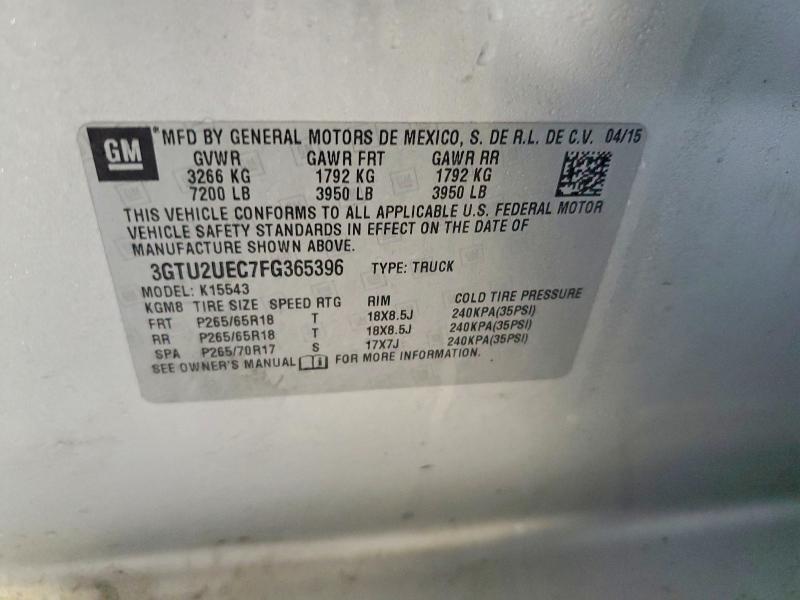 GM ® MFD BY GENERAL MOTORS DE MEXICO, S. DE R.L. DE C.V. 04/15
GVWR GAWR FRT GAWR RR
3266 KG 1792 KG 1792 KG
7200 LB 3950 LB 3950 LB
THIS VEHICLE CONFORMS TO ALL APPLICABLE U.S. FEDERAL MOTOR
VEHICLE SAFETY STANDARDS IN EFFECT ON THE DATE OF
MANUFACTURE SHOWN ABOVE.
3GTU2UEC7FG365396 TYPE: TRUCK
MODEL: K15543
KGM8 TIRE SIZE SPEED RTG RIM COLD TIRE PRESSURE
FRT P265/65R18 T 18X8.5J 240KPA(35PSI)
RR P265/65R18 T 18X8.5J 240KPA(35PSI)
SPA P265/70R17 S 17X7J 240KPA(35PSI)
SEE OWNER'S MANUAL FOR MORE INFORMATION.